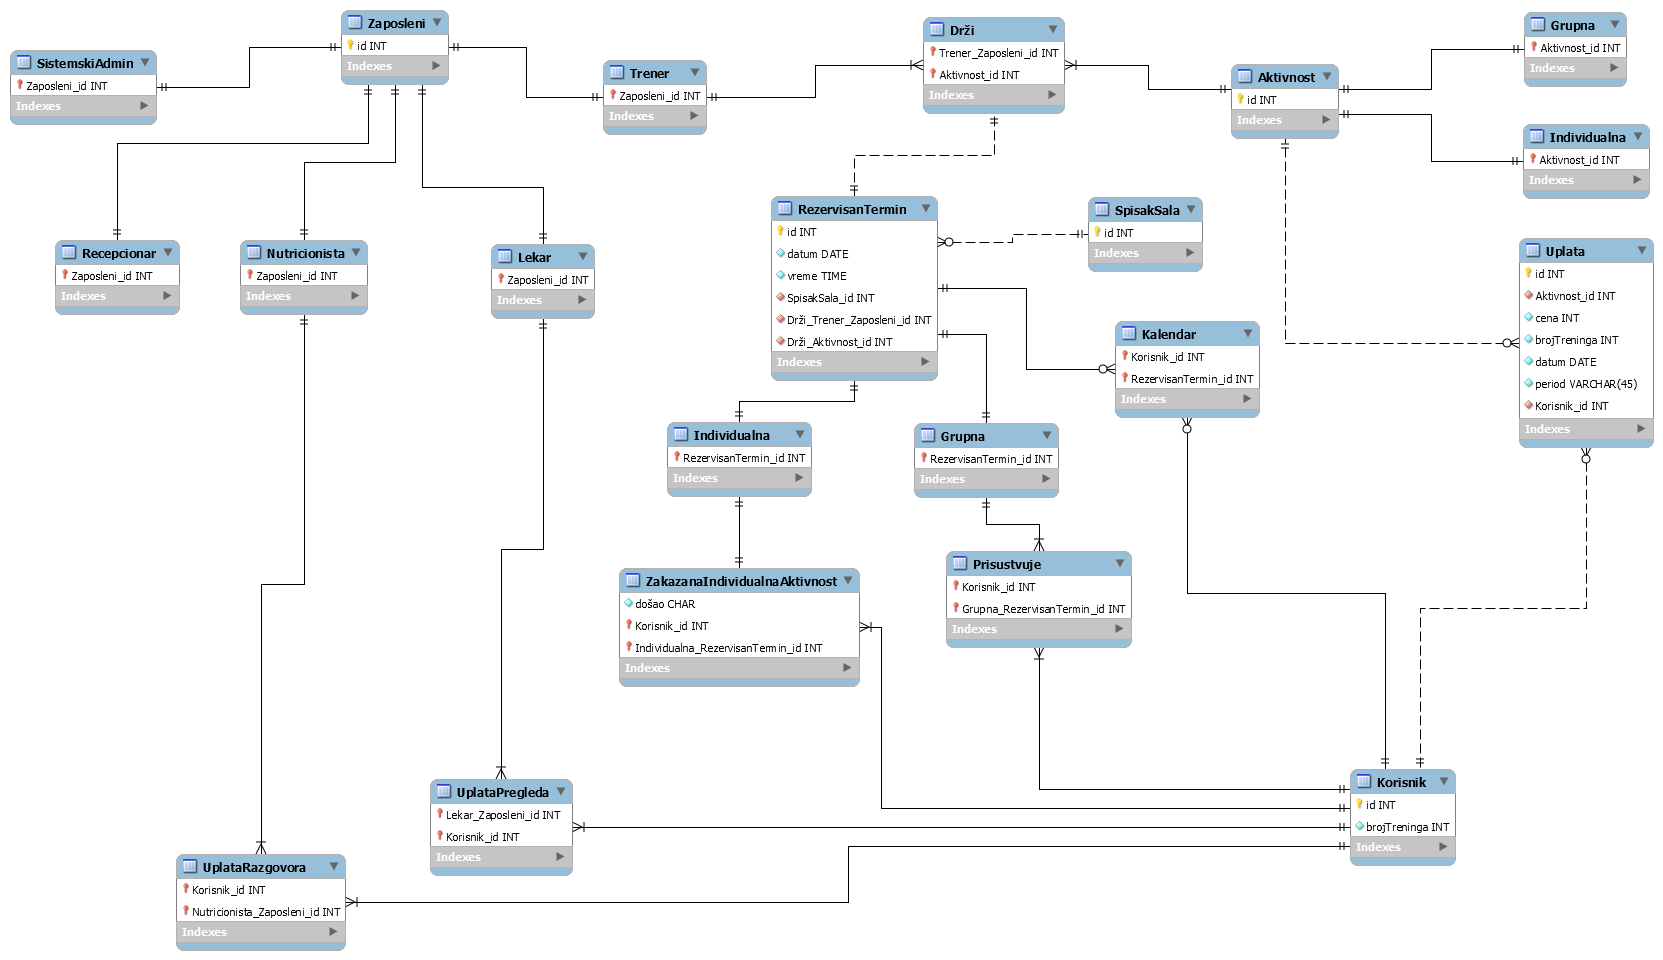 Zaposleni
id INT
Indexes
SistemskiAdmin
Zaposleni_id INT
Indexes
Trener
Zaposleni_id INT
Indexes
Drži
Trener_Zaposleni_id INT
Aktivnost_id INT
Indexes
Aktivnost
id INT
Indexes
Grupna
Aktivnost_id INT
Indexes
Individualna
Aktivnost_id INT
Indexes
Recepcionar
Zaposleni_id INT
Indexes
Nutricionista
Zaposleni_id INT
Indexes
Lekar
Zaposleni_id INT
Indexes
RezervisanTermin
id INT
datum DATE
vreme TIME
SpisakSala_id INT
Drži_Trener_Zaposleni_id INT
Drži_Aktivnost_id INT
Indexes
SpisakSala
id INT
Indexes
Uplata
id INT
Aktivnost_id INT
cena INT
brojTreninga INT
datum DATE
period VARCHAR(45)
Korisnik_id INT
Indexes
Kalendar
Korisnik_id INT
RezervisanTermin_id INT
Indexes
Individualna
RezervisanTermin_id INT
Indexes
Grupna
RezervisanTermin_id INT
Indexes
ZakazanaIndividualnaAktivnost
došao CHAR
Korisnik_id INT
Individualna_RezervisanTermin_id INT
Indexes
Prisustvuje
Korisnik_id INT
Grupna_RezervisanTermin_id INT
Indexes
UplataPregleda
Lekar_Zaposleni_id INT
Korisnik_id INT
Indexes
Korisnik
id INT
brojTreninga INT
Indexes
UplataRazgovora
Korisnik_id INT
Nutricionista_Zaposleni_id INT
Indexes